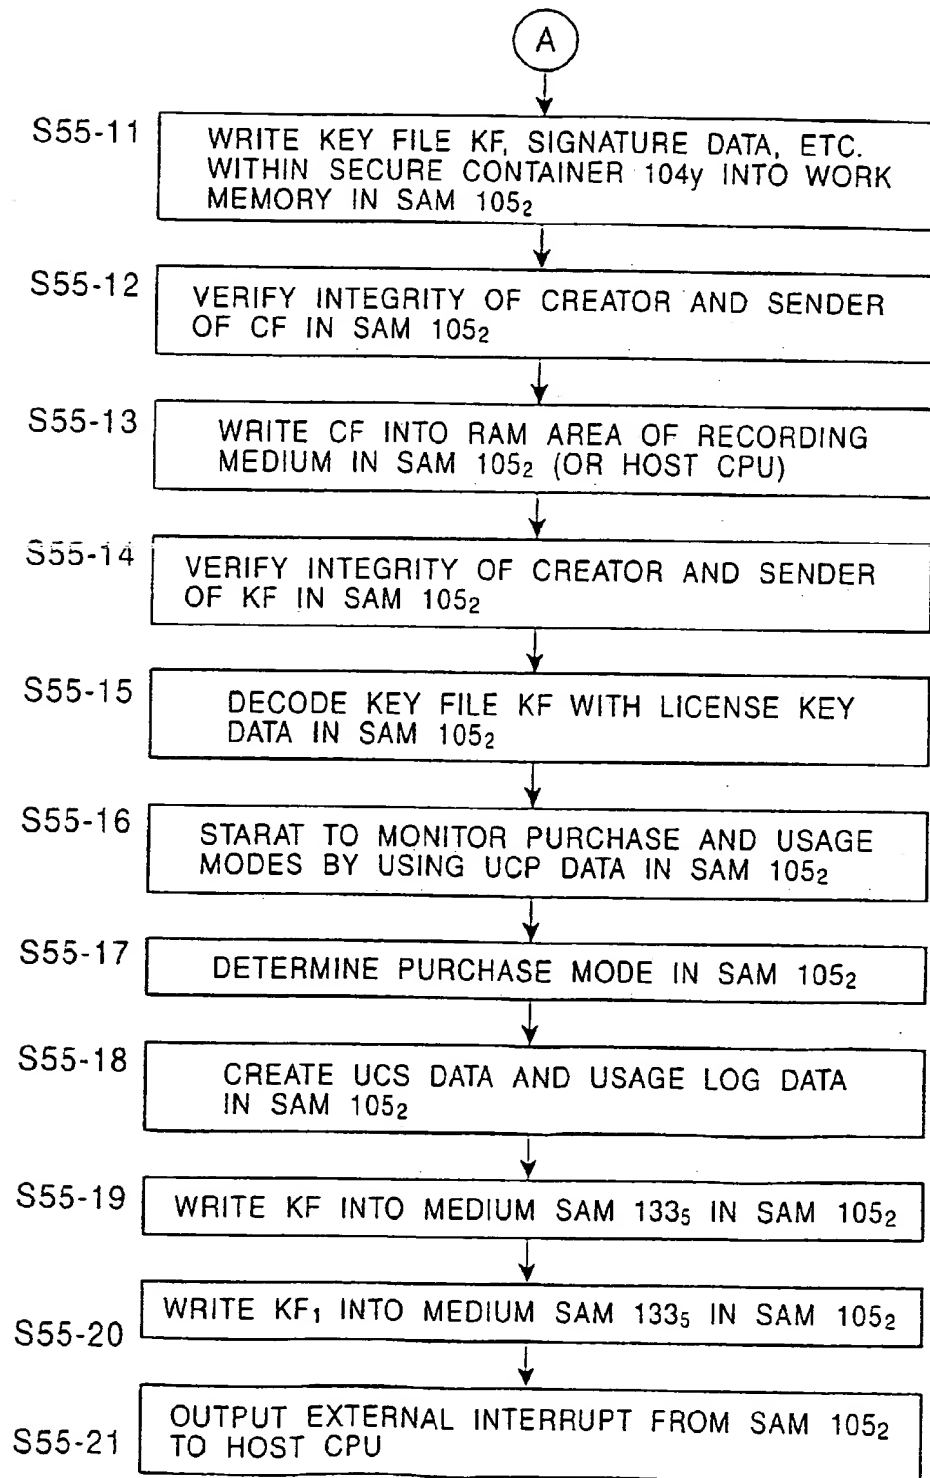 A
S55-11
WRITE KEY FILE KF, SIGNATURE DATA, ETC.
WITHIN SECURE CONTAINER 104y INTO WORK
MEMORY IN SAM 105₂
S55-12
VERIFY INTEGRITY OF CREATOR AND SENDER
OF CF IN SAM 105₂
S55-13
WRITE CF INTO RAM AREA OF RECORDING
MEDIUM IN SAM 105₂ (OR HOST CPU)
S55-14
VERIFY INTEGRITY OF CREATOR AND SENDER
OF KF IN SAM 105₂
S55-15
DECODE KEY FILE KF WITH LICENSE KEY
DATA IN SAM 105₂
S55-16
STARAT TO MONITOR PURCHASE AND USAGE
MODES BY USING UCP DATA IN SAM 105₂
S55-17
DETERMINE PURCHASE MODE IN SAM 105₂
S55-18
CREATE UCS DATA AND USAGE LOG DATA
IN SAM 105₂
S55-19
WRITE KF INTO MEDIUM SAM 133₅ IN SAM 105₂
WRITE KF₁ INTO MEDIUM SAM 133₅ IN SAM 105₂
S55-20
OUTPUT EXTERNAL INTERRUPT FROM SAM 105₂
TO HOST CPU
S55-21